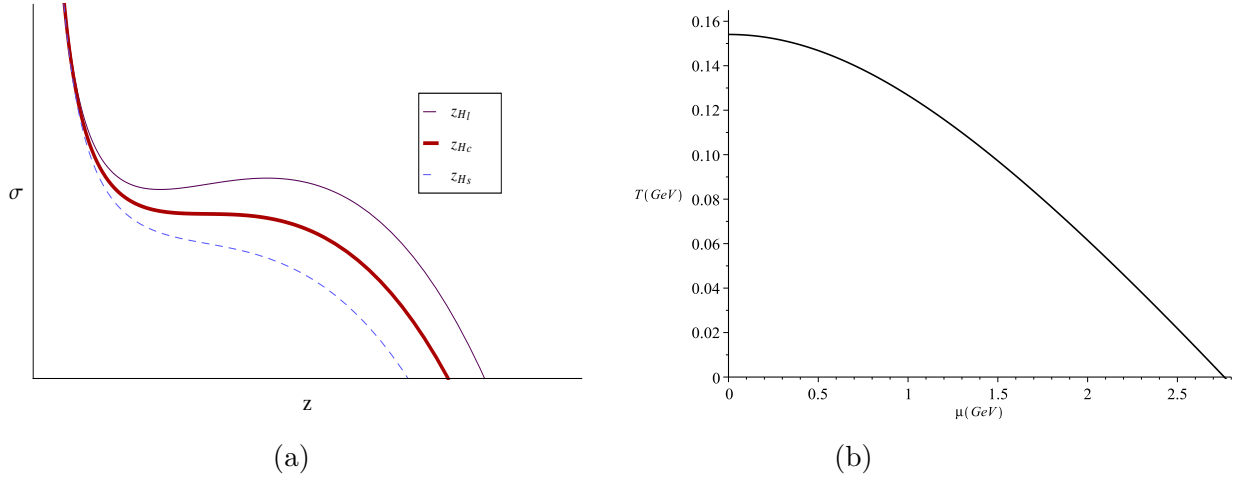 σ
z_{H_l}
z_{H_c}
z_{H_s}
z
(a)
0.16
0.14
0.12
0.10
T(GeV)
0.08
0.06
0.04
0.02
0
0
0.5
1
1.5
2
2.5
μ(GeV)
(b)